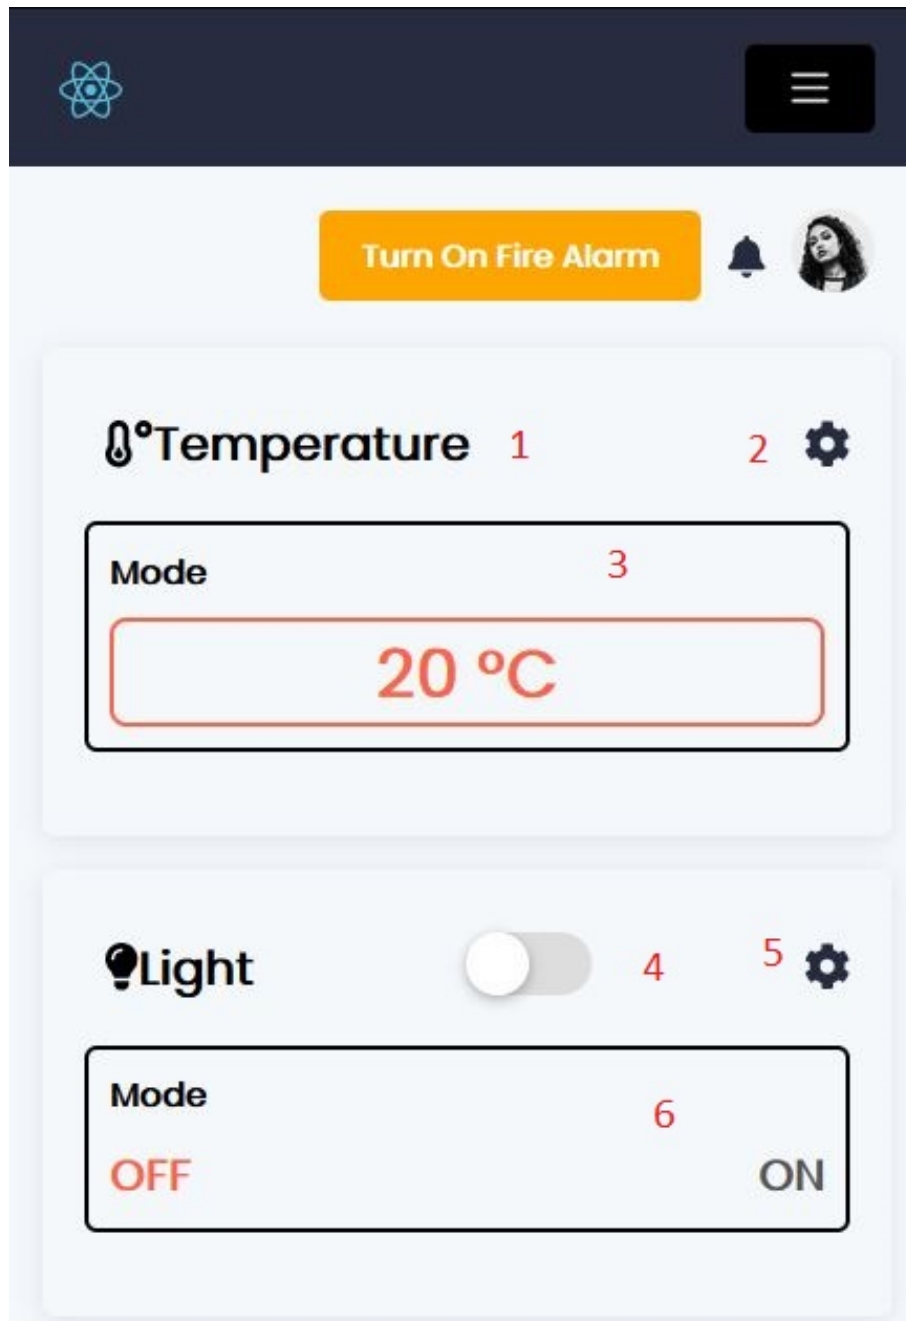 Turn On Fire Alarm
Temperature 1 2
Mode 3
20 °C
Light 4 5
Mode 6
OFF ON